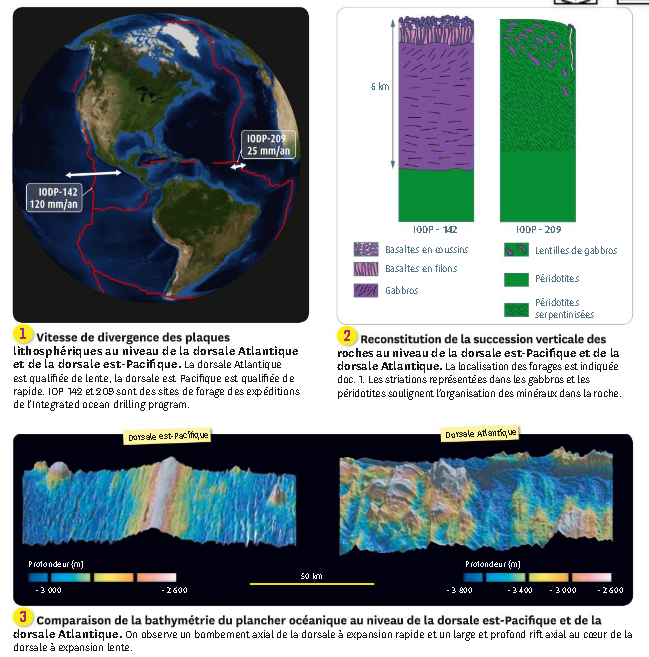 IODP-209
25 mm/an
IODP-142
120 mm/an
1 Vitesse de divergence des plaques
lithosphériques au niveau de la dorsale Atlantique
et de la dorsale est-Pacifique. La dorsale Atlantique
est qualifiée de lente, la dorsale est Pacifique est qualifiée de
rapide. IOP 142 et 209 sont des sites de forage des expéditions
de l'Integrated ocean drilling program.
6 km
IODP - 142
IODP - 209
Basaltes en coussins
Basaltes en filons
Gabbros
Lentilles de gabbros
Péridotites
Péridotites
serpentinisées
2 Reconstitution de la succession verticale des
roches au niveau de la dorsale est-Pacifique et de la
dorsale Atlantique. La localisation des forages est indiquée
doc. 1. Les striations représentées dans les gabbros et les
péridotites soulignent l'organisation des minéraux dans la roche.
Dorsale est-Pacifique
Dorsale Atlantique
Profondeur (m)
- 3 000
- 2 600
50 km
Profondeur (m)
- 3 800
- 3 400
- 3 000
- 2 600
3 Comparaison de la bathymétrie du plancher océanique au niveau de la dorsale est-Pacifique et de la
dorsale Atlantique. On observe un bombement axial de la dorsale à expansion rapide et un large et profond rift axial au cœur de la
dorsale à expansion lente.